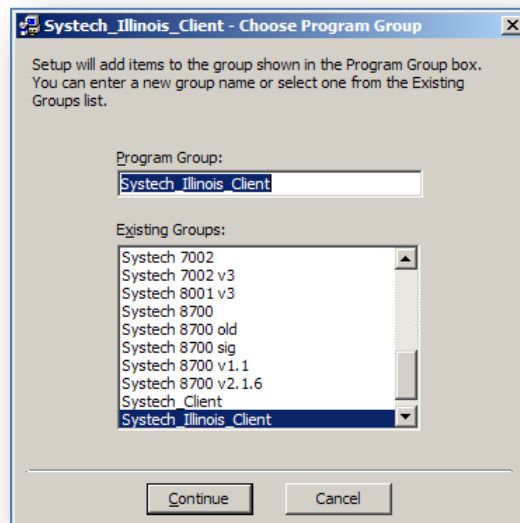 Systech_Illinois_Client - Choose Program Group
Setup will add items to the group shown in the Program Group box.
You can enter a new group name or select one from the Existing
Groups list.
Program Group:
Systech_Illinois_Client
Existing Groups:
Systech 7002
Systech 7002 v3
Systech 8001 v3
Systech 8700
Systech 8700 old
Systech 8700 sig
Systech 8700 v1.1
Systech 8700 v2.1.6
Systech_Client
Systech_Illinois_Client
Continue
Cancel